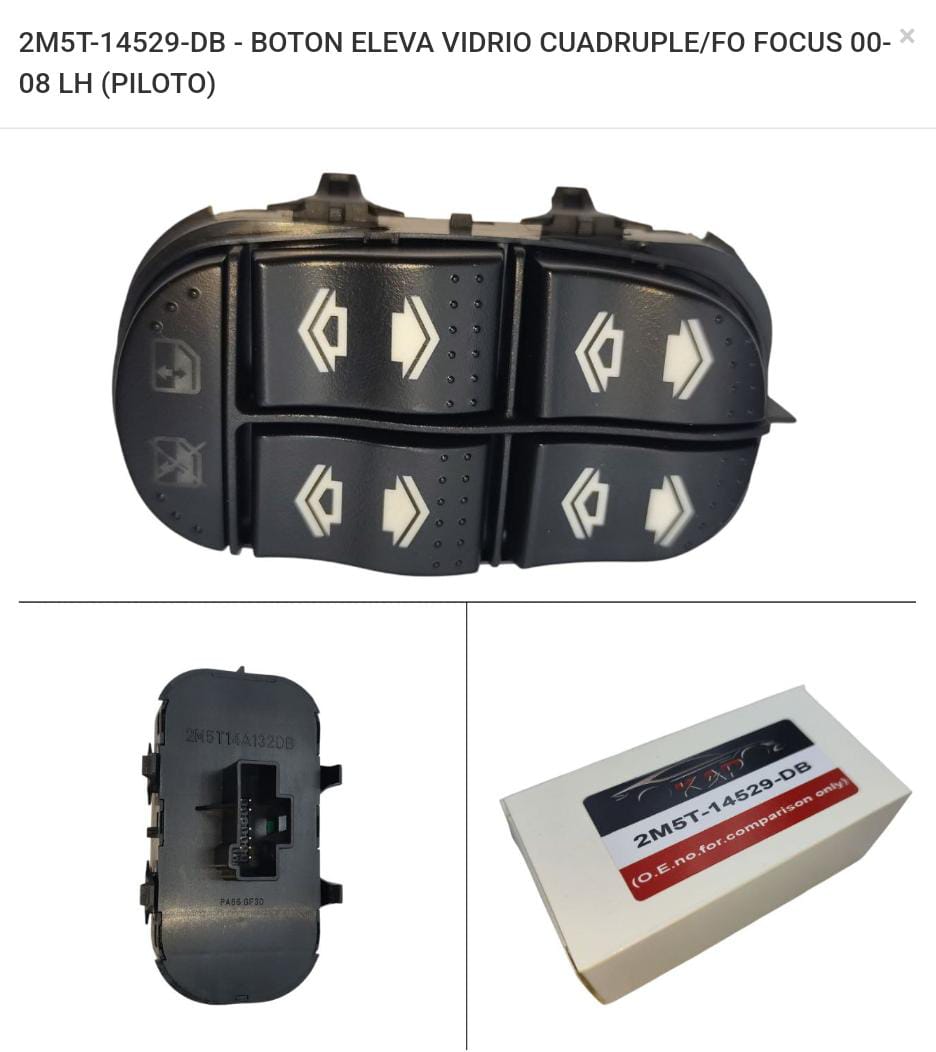 2M5T-14529-DB - BOTON ELEVA VIDRIO CUADRUPLE/FO FOCUS 00-
08 LH (PILOTO)
×
2M5T14A132DB
PA66 GF30
KAP
2M5T-14529-DB
(O.E.no.for.comparison only)